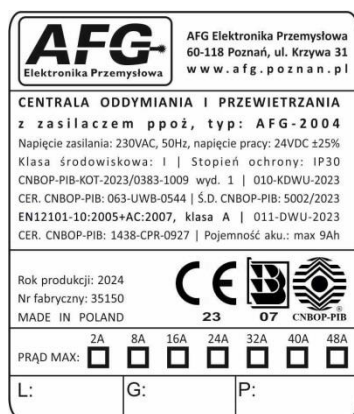 AFG
Elektronika Przemysłowa
AFG Elektronika Przemysłowa
60-118 Poznań, ul. Krzywa 31
www.afg.poznan.pl
CENTRALA ODDYMIANIA I PRZEWIETRZANIA
z zasilaczem ppoż, typ: AFG-2004
Napięcie zasilania: 230VAC, 50Hz, napięcie pracy: 24VDC ±25%
Klasa środowiskowa: I | Stopień ochrony: IP30
CNBOP-PIB-KOT-2023/0383-1009 wyd. 1 | 010-KDWU-2023
CER. CNBOP-PIB: 063-UWB-0544 | Ś.D. CNBOP-PIB: 5002/2023
EN12101-10:2005+AC:2007, klasa A | 011-DWU-2023
CER. CNBOP-PIB: 1438-CPR-0927 | Pojemność aku.: max 9Ah
Rok produkcji: 2024
Nr fabryczny: 35150
MADE IN POLAND
CE
23
B
07
CNBOP-PIB
2A 8A 16A 24A 32A 40A 48A
PRĄD MAX:
L: G: P: